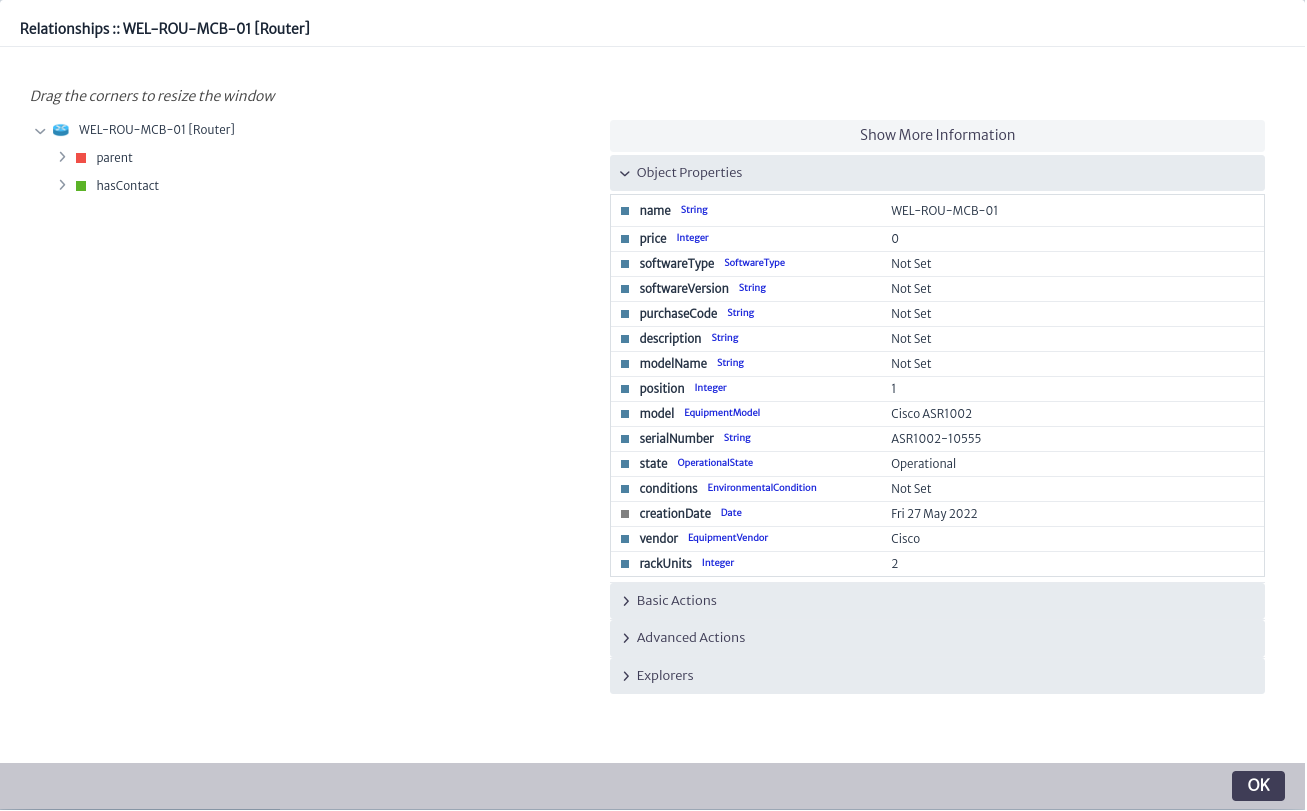 Relationships :: WEL-ROU-MCB-01 [Router]
Drag the corners to resize the window
WEL-ROU-MCB-01 [Router]
parent
hasContact
Show More Information
Object Properties
name String WEL-ROU-MCB-01
price Integer 0
softwareType SoftwareType Not Set
softwareVersion String Not Set
purchaseCode String Not Set
description String Not Set
modelName String Not Set
position Integer 1
model EquipmentModel Cisco ASR1002
serialNumber String ASR1002-10555
state OperationalState Operational
conditions EnvironmentalCondition Not Set
creationDate Date Fri 27 May 2022
vendor EquipmentVendor Cisco
rackUnits Integer 2
Basic Actions
Advanced Actions
Explorers
OK